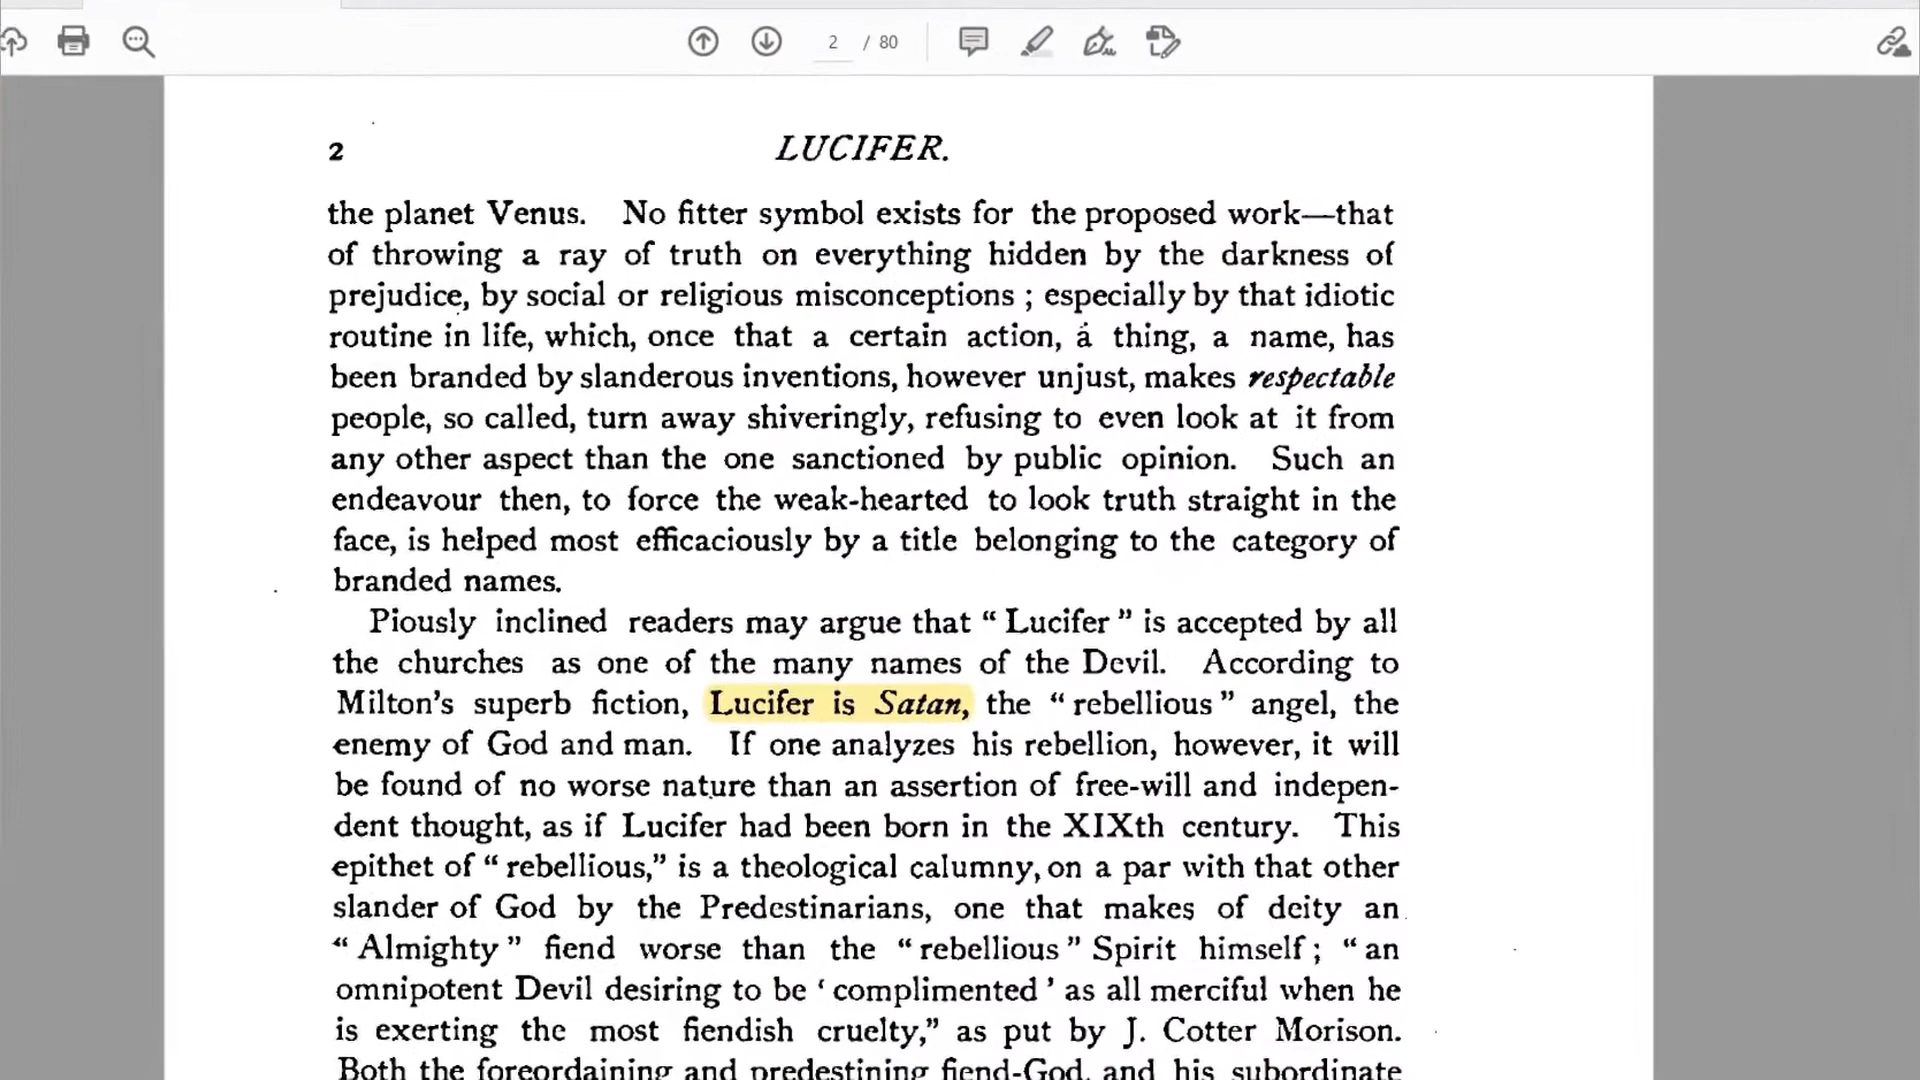 2 / 80
2 LUCIFER.
the planet Venus. No fitter symbol exists for the proposed work—that
of throwing a ray of truth on everything hidden by the darkness of
prejudice, by social or religious misconceptions ; especially by that idiotic
routine in life, which, once that a certain action, á thing, a name, has
been branded by slanderous inventions, however unjust, makes respectable
people, so called, turn away shiveringly, refusing to even look at it from
any other aspect than the one sanctioned by public opinion. Such an
endeavour then, to force the weak-hearted to look truth straight in the
face, is helped most efficaciously by a title belonging to the category of
branded names.
Piously inclined readers may argue that “ Lucifer ” is accepted by all
the churches as one of the many names of the Devil. According to
Milton's superb fiction, Lucifer is Satan, the “ rebellious ” angel, the
enemy of God and man. If one analyzes his rebellion, however, it will
be found of no worse nature than an assertion of free-will and indepen-
dent thought, as if Lucifer had been born in the XIXth century. This
epithet of “ rebellious,” is a theological calumny, on a par with that other
slander of God by the Predestinarians, one that makes of deity an
“ Almighty ” fiend worse than the “ rebellious ” Spirit himself ; “ an
omnipotent Devil desiring to be ‘ complimented ’ as all merciful when he
is exerting the most fiendish cruelty,” as put by J. Cotter Morison.
Both the foreordaining and predestining fiend-God, and his subordinate